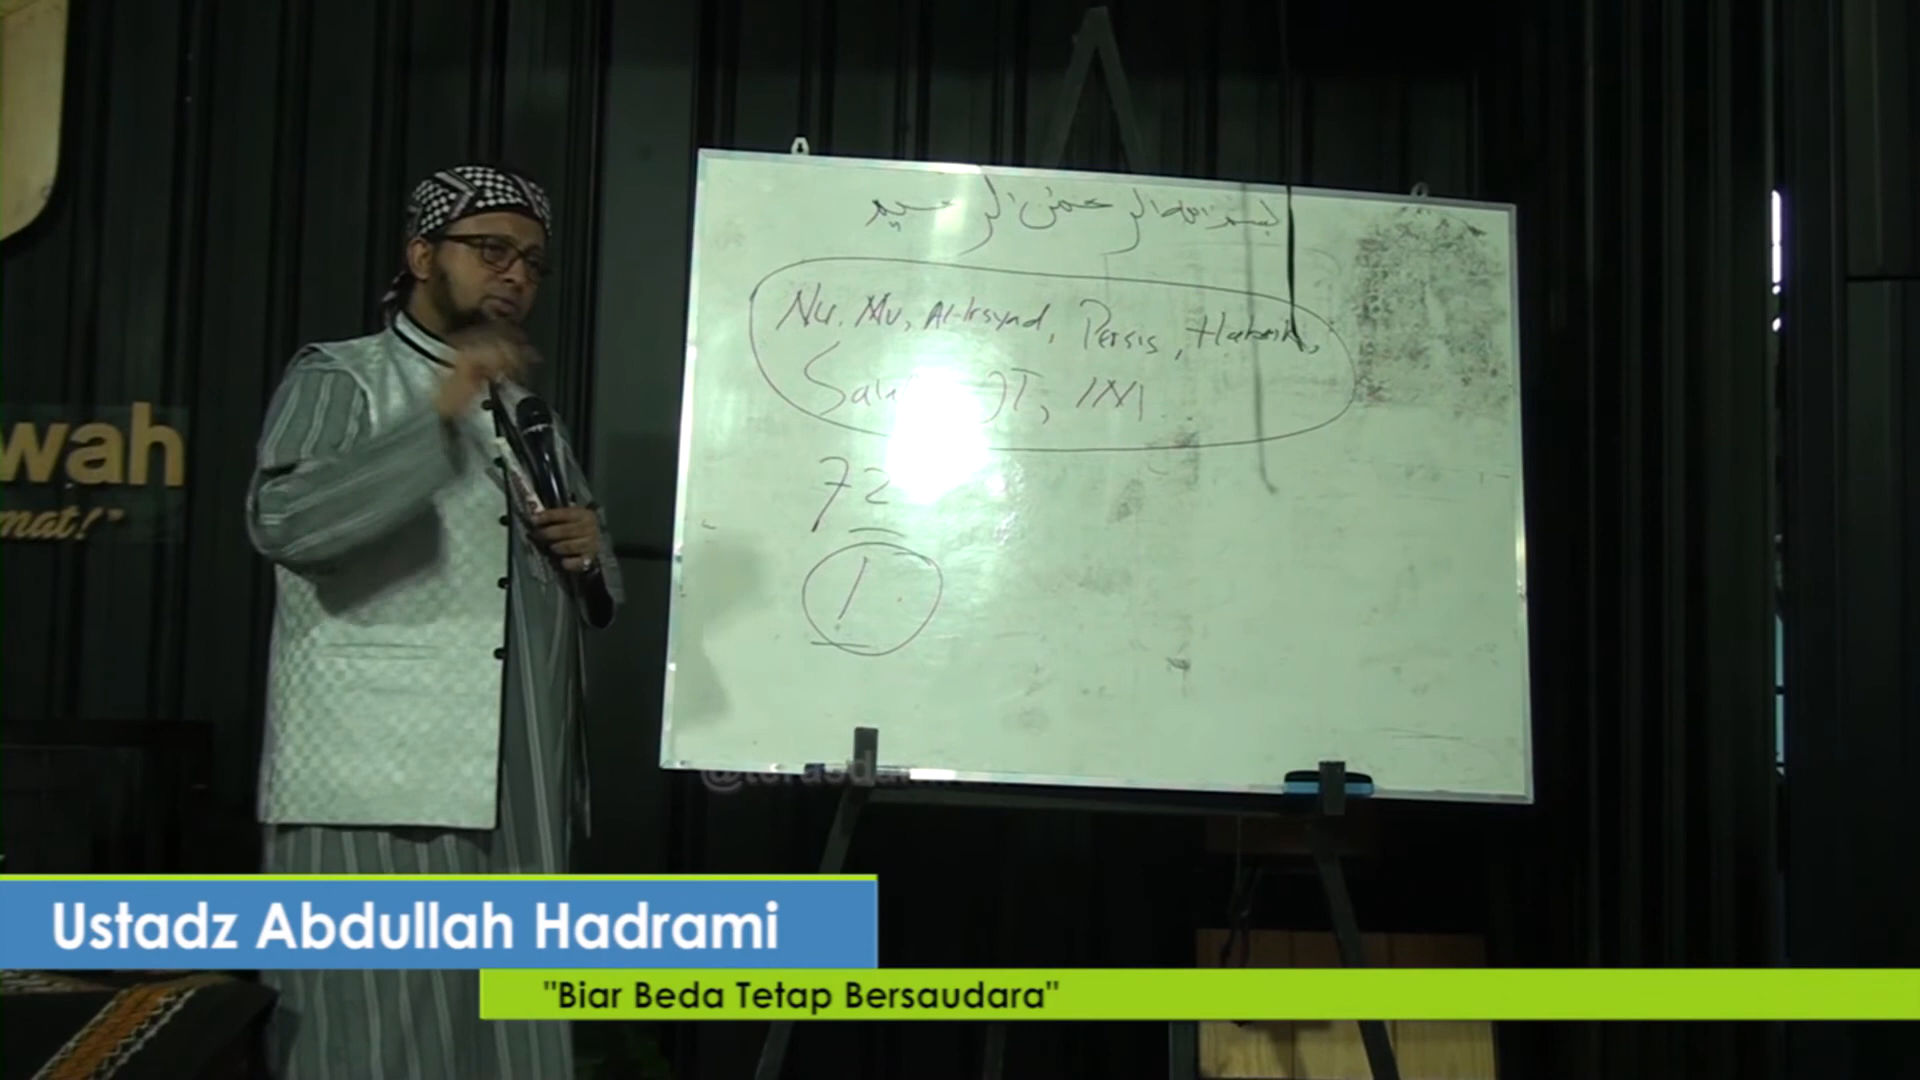 بسم الله الرحمن الرحيم
Nu, Mu, Al-Irsyad, Persis,
JT, IM
72
1
wah
mat!"
Ustadz Abdullah Hadrami
"Biar Beda Tetap Bersaudara"